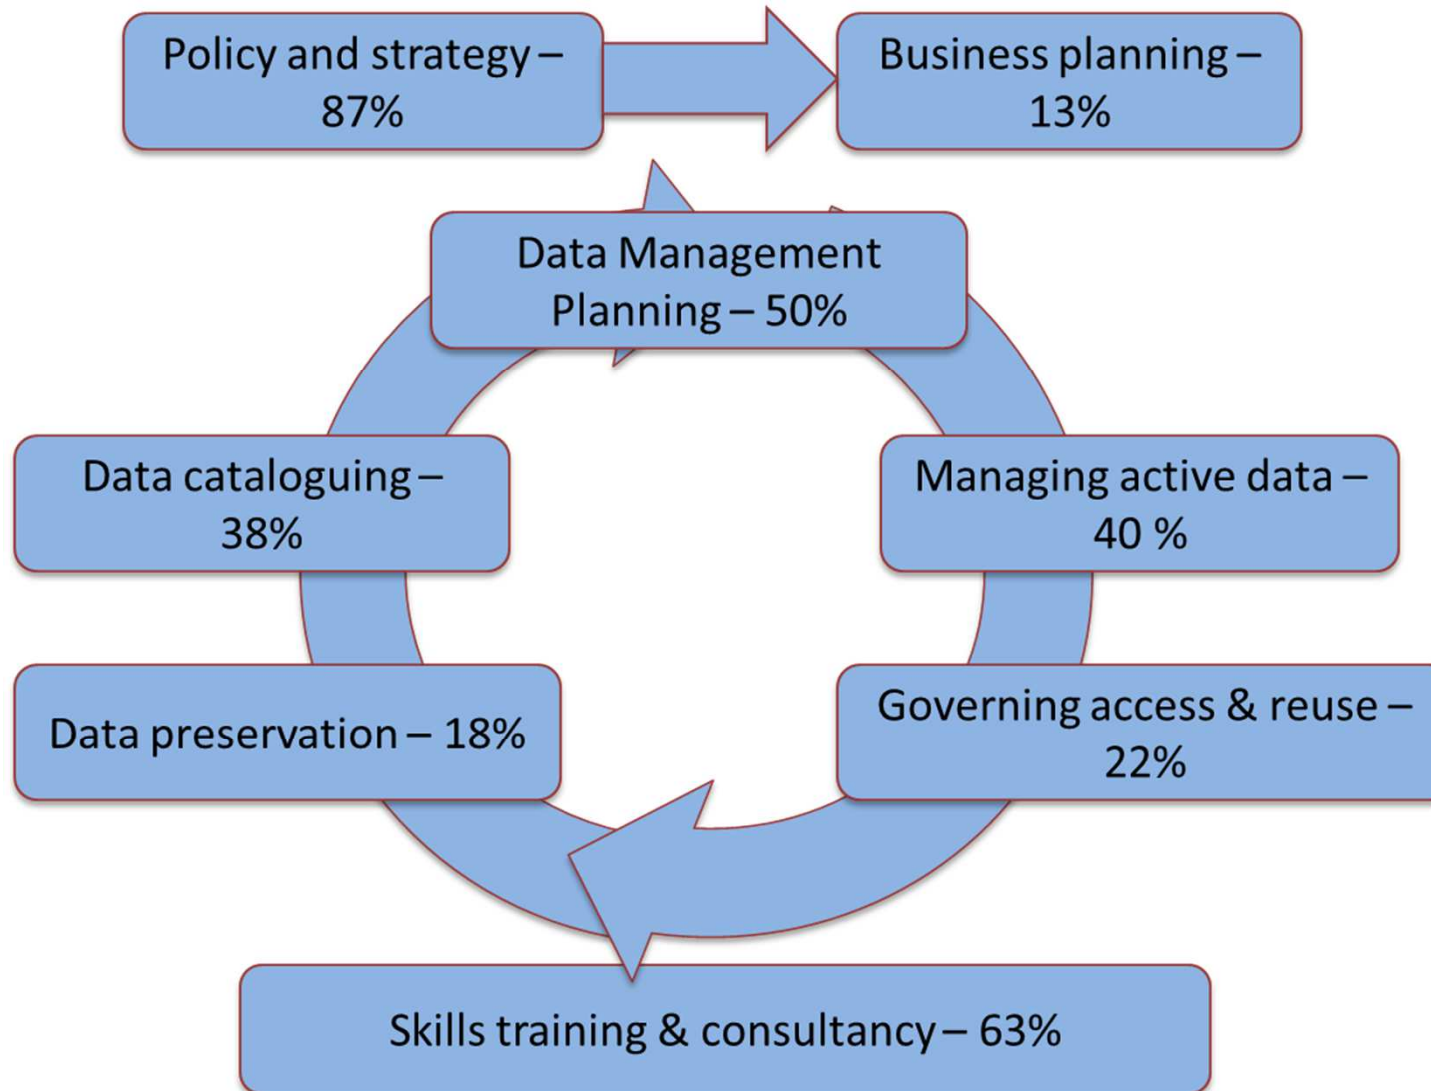 Policy and strategy –
87%
Business planning –
13%
Data Management
Planning – 50%
Data cataloguing –
38%
Managing active data –
40 %
Data preservation – 18%
Governing access & reuse –
22%
Skills training & consultancy – 63%